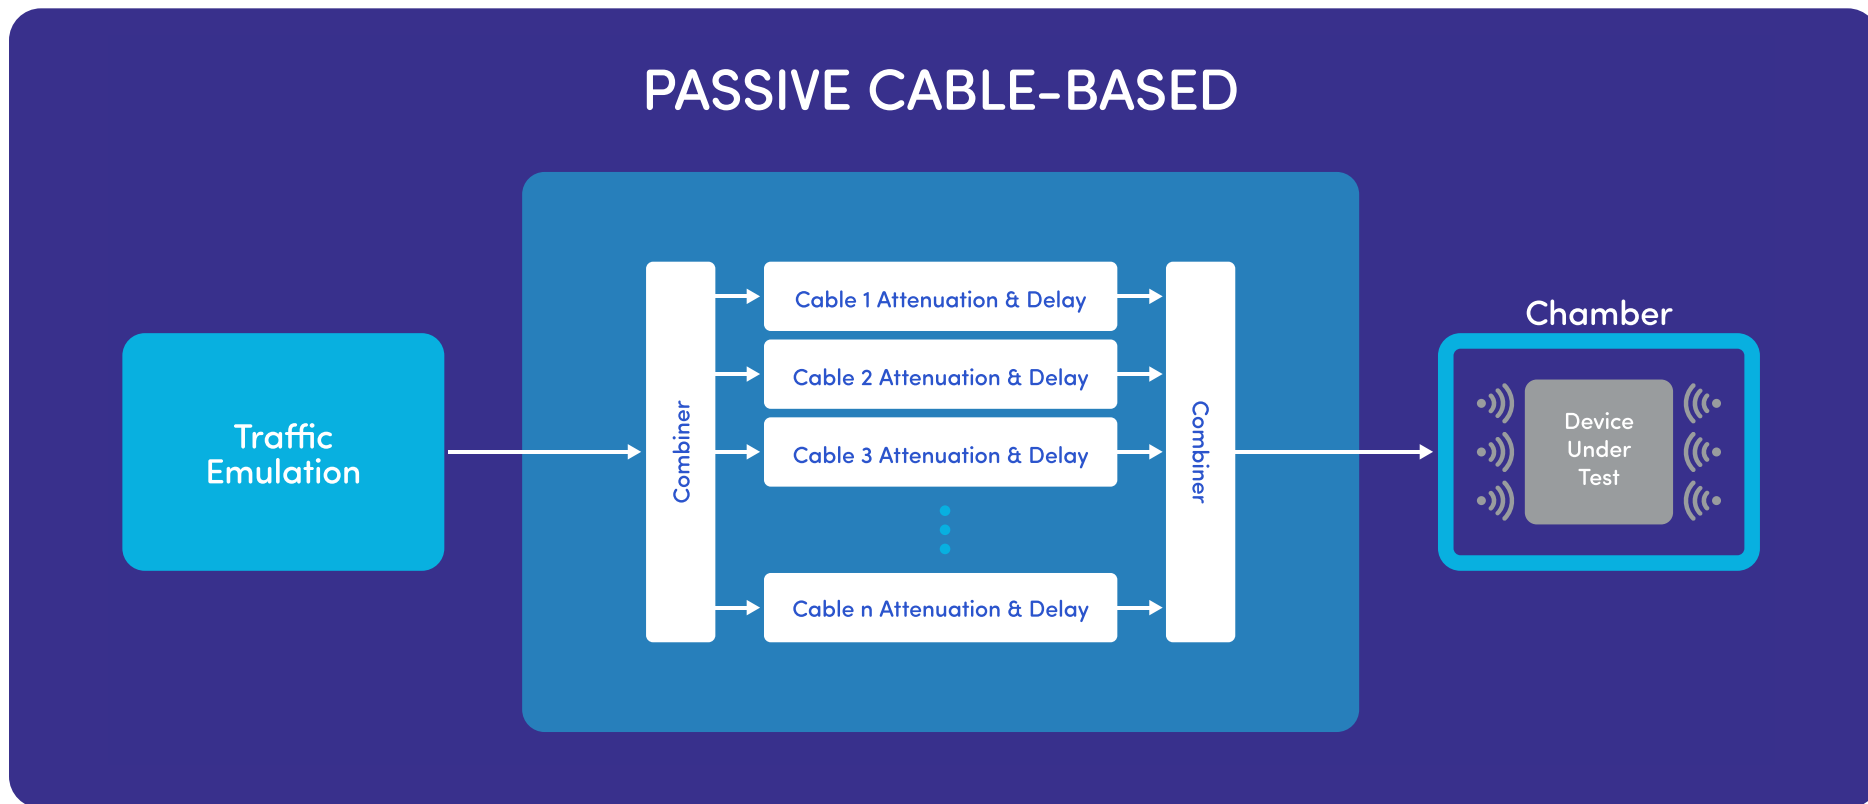 PASSIVE CABLE-BASED
Traffic
Emulation
Combiner
Cable 1 Attenuation & Delay
Cable 2 Attenuation & Delay
Cable 3 Attenuation & Delay
Cable n Attenuation & Delay
Combiner
Chamber
Device
Under
Test